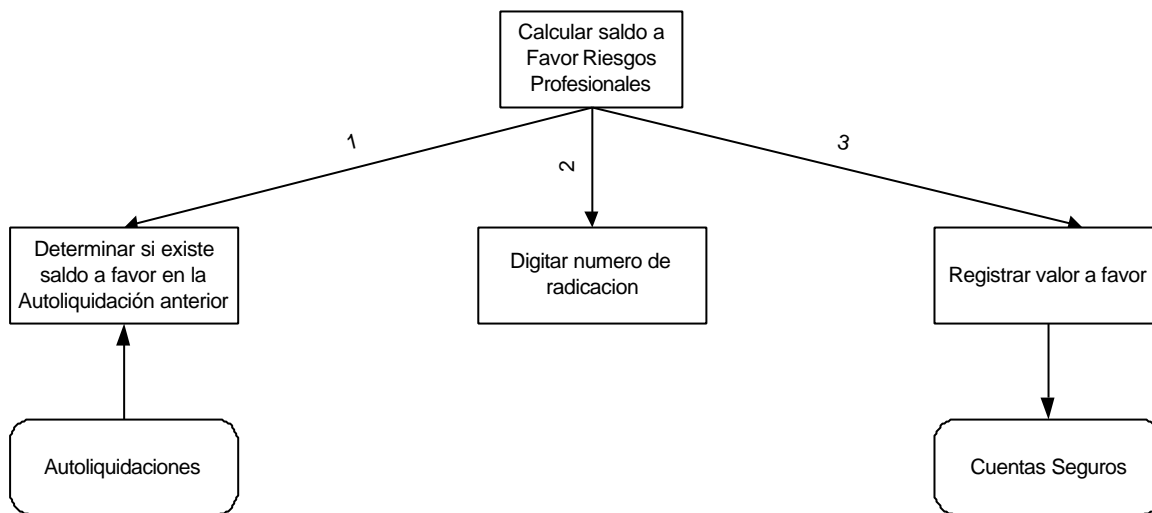 Calcular saldo a
Favor Riesgos
Profesionales
1
2
3
Determinar si existe
saldo a favor en la
Autoliquidación anterior
Digitar numero de
radicacion
Registrar valor a favor
Autoliquidaciones
Cuentas Seguros